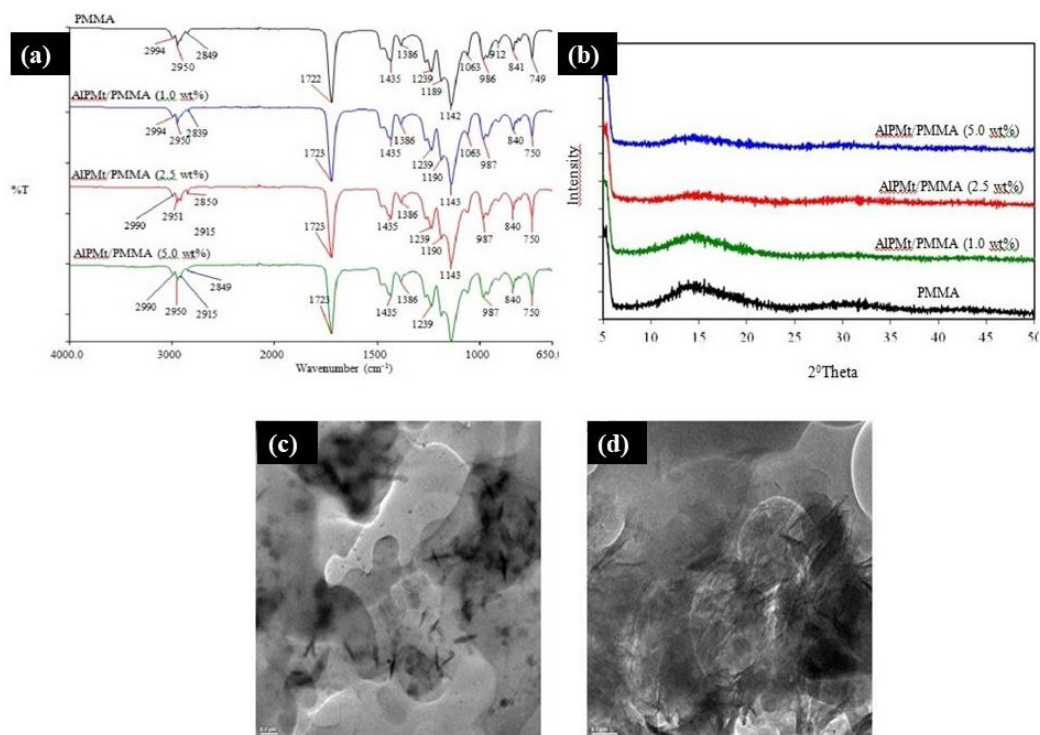 (a)
PMMA
2994
2950
2849
1722
1435
1386
1239
1189
1142
1063
986
912
841
749
AlPMt/PMMA (1.0 wt%)
2994
2950
2839
1723
1435
1386
1239
1190
1143
1063
987
840
750
%T
AlPMt/PMMA (2.5 wt%)
2990
2951
2850
2915
1723
1435
1386
1239
1190
1143
987
840
750
AlPMt/PMMA (5.0 wt%)
2990
2950
2915
2849
1723
1435
1386
1239
987
840
750
4000.0 3000 2000 1500 1000 650.0
Wavenumber (cm⁻¹)
(b)
Intensity
AlPMt/PMMA (5.0 wt%)
AlPMt/PMMA (2.5 wt%)
AlPMt/PMMA (1.0 wt%)
PMMA
5 10 15 20 25 30 35 40 45 50
2⁰Theta
(c)
(d)